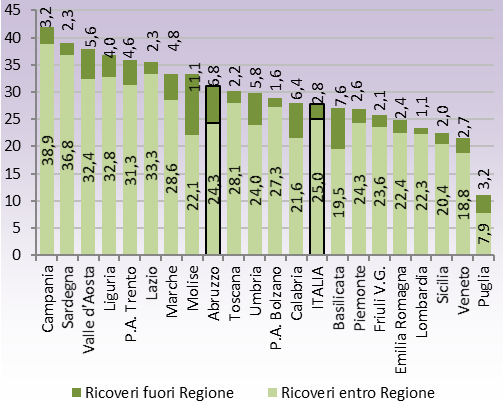 45
40
35
30
25
20
15
10
5
0
3,2
2,3
5,6
4,0
4,6
2,3
4,8
11,1
6,8
2,2
5,8
1,6
6,4
2,8
7,6
2,6
2,1
2,4
1,1
2,0
2,7
3,2
38,9
36,8
32,4
32,8
31,3
33,3
28,6
22,1
24,3
28,1
24,0
27,3
21,6
25,0
19,5
24,3
23,6
22,4
22,3
20,4
18,8
7,9
Campania
Sardegna
Valle d'Aosta
Liguria
P.A. Trento
Lazio
Marche
Molise
Abruzzo
Toscana
Umbria
P.A. Bolzano
Calabria
ITALIA
Basilicata
Piemonte
Friuli V.G.
Emilia Romagna
Lombardia
Sicilia
Veneto
Puglia
Ricoveri fuori Regione
Ricoveri entro Regione